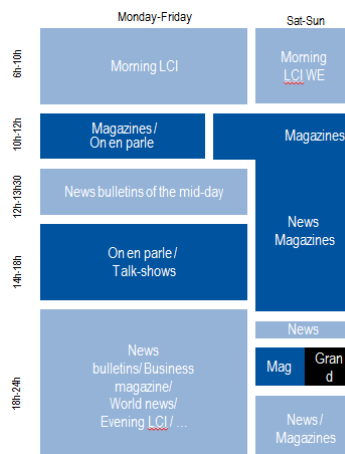 Monday-Friday
Sat-Sun
6h-10h
Morning LCI
Morning
LCI WE
10h-12h
Magazines /
On en parle
Magazines
12h-13h30
News bulletins of the mid-day
News
Magazines
14h-18h
On en parle /
Talk-shows
18h-24h
News
bulletins/ Business
magazine/
World news/
Evening LCI / ...
News
Mag
Gran
d
News /
Magazines